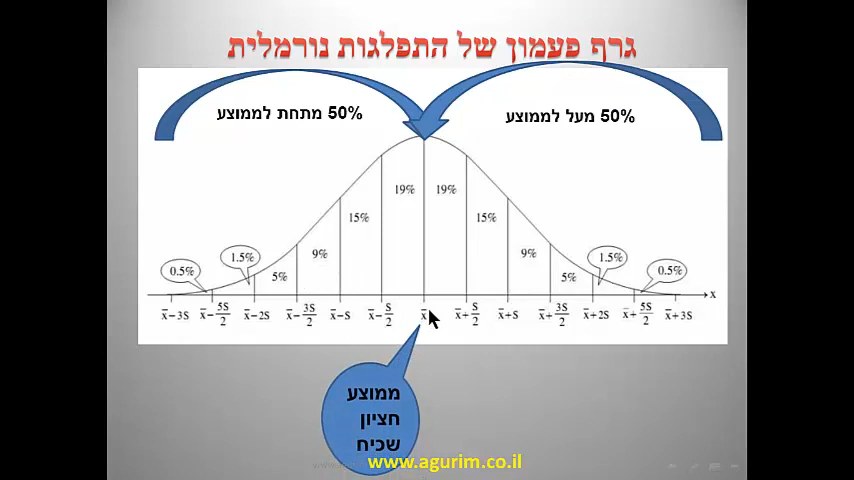 גרף פעמון של התפלגות נורמלית
50% מתחת לממוצע
50% מעל לממוצע
19% 19%
15% 15%
9% 9%
5% 5%
1.5% 1.5%
0.5% 0.5%
x̄−3S x̄−5S/2 x̄−2S x̄−3S/2 x̄−S x̄−S/2 x̄ x̄+S/2 x̄+S x̄+3S/2 x̄+2S x̄+5S/2 x̄+3S x
ממוצע
חציון
שכיח
www.agurim.co.il